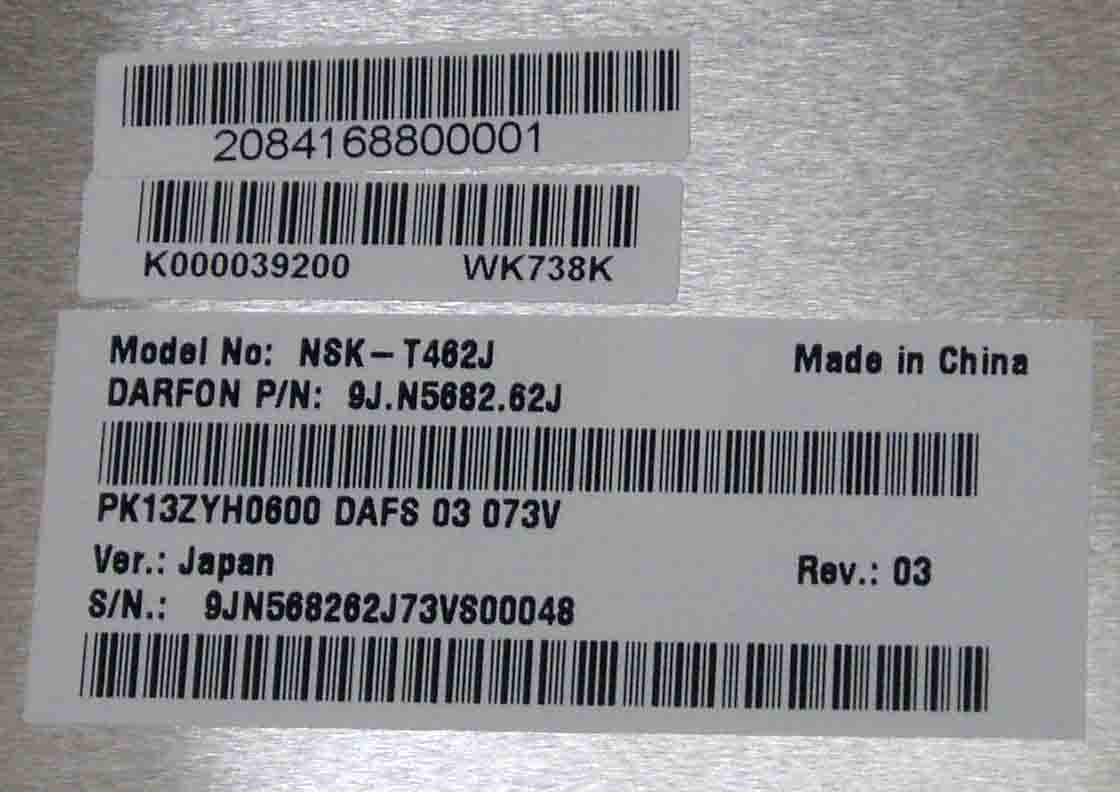 2084168800001
K000039200 WK738K
Model No: NSK-T462J Made in China
DARFON P/N: 9J.N5682.62J
PK13ZYH0600 DAFS 03 073V
Ver.: Japan Rev.: 03
S/N.: 9JN568262J73VS00048